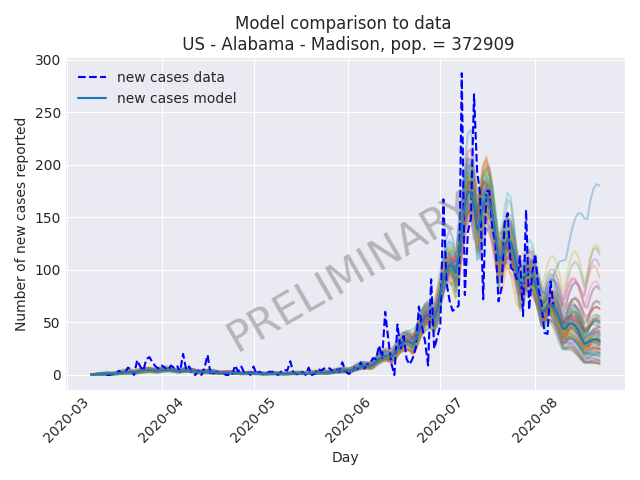 Model comparison to data
US - Alabama - Madison, pop. = 372909
new cases data
new cases model
Number of new cases reported
300
250
200
150
100
50
0
PRELIMINARY
2020-03
2020-04
2020-05
2020-06
2020-07
2020-08
Day